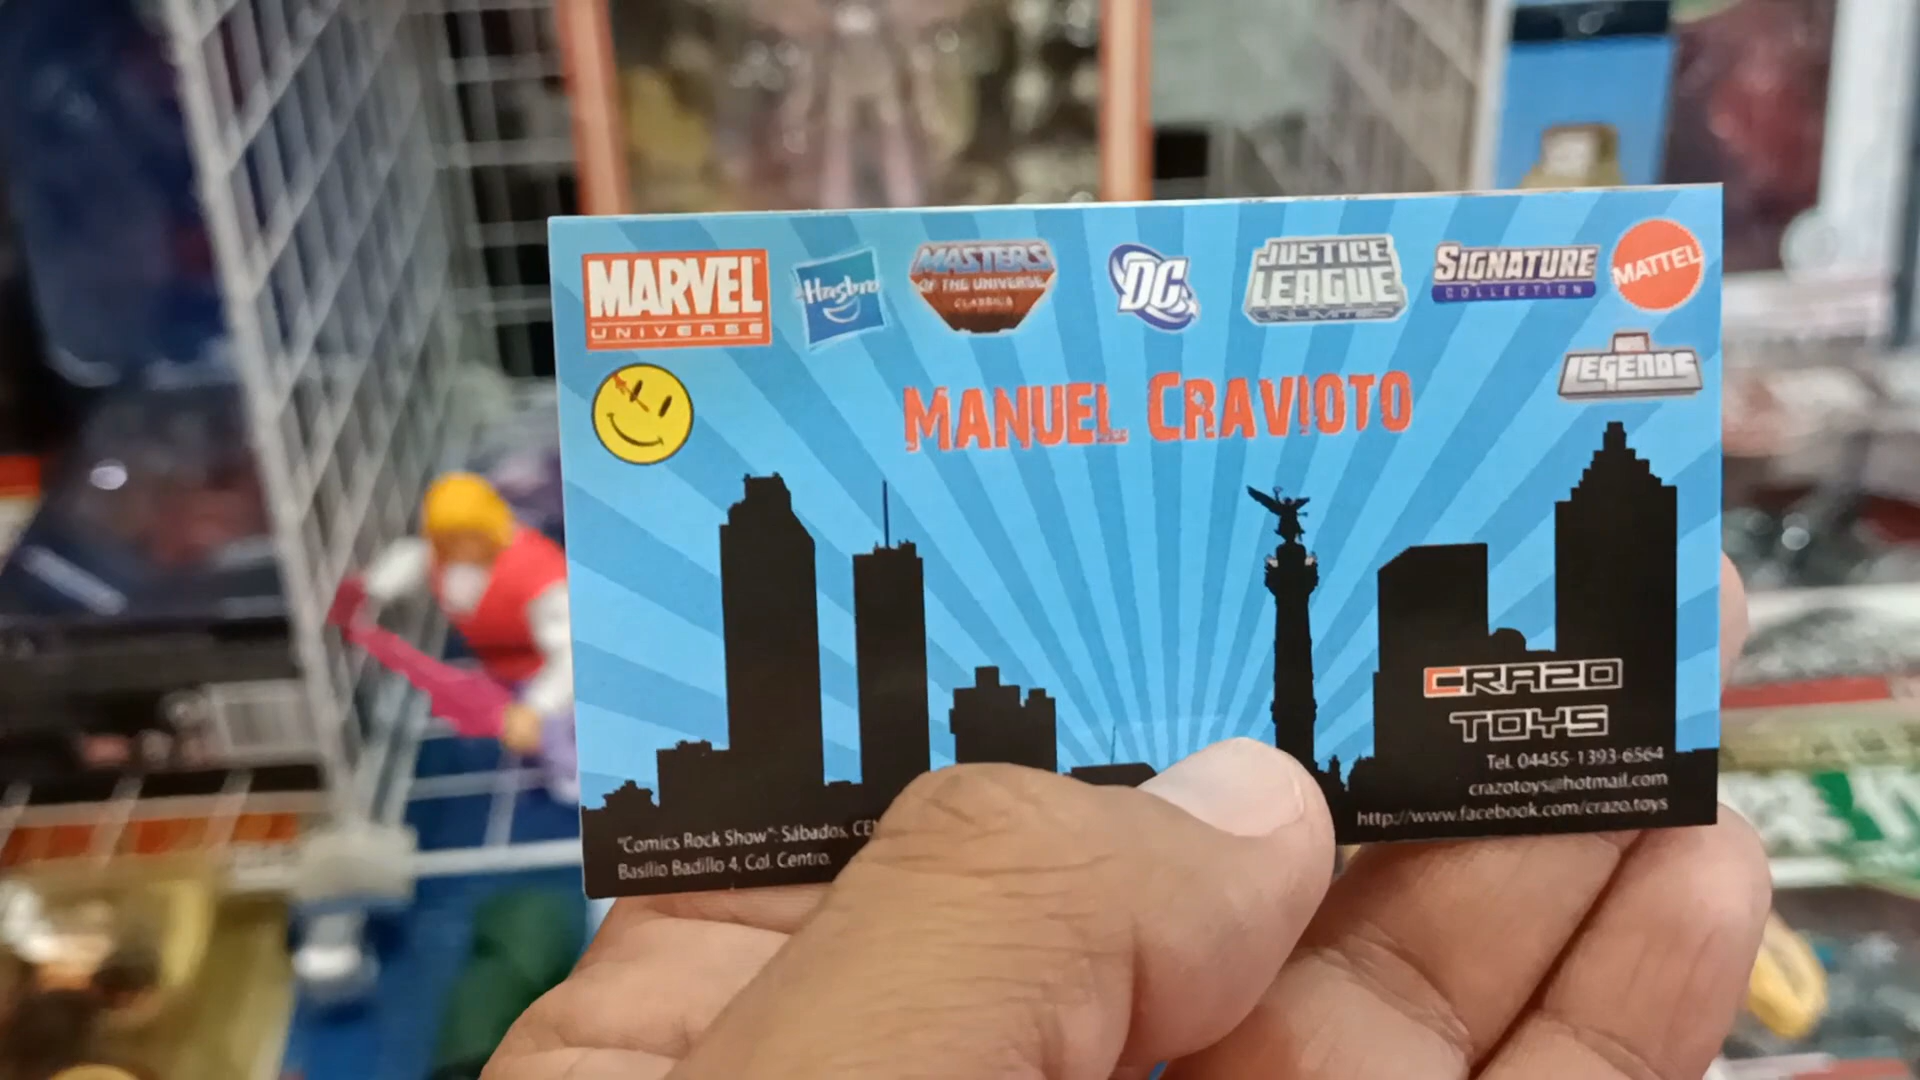 MARVEL
UNIVERSE
Hasbro
MASTERS
OF THE UNIVERSE
CLASSICS
DC
JUSTICE
LEAGUE
UNLIMITED
SIGNATURE
COLLECTION
MATTEL
LEGENDS
MANUEL CRAVIOTO
CRAZO
TOYS
Tel. 04455-1393-6564
crazotoys@hotmail.com
http://www.facebook.com/crazo.toys
"Comics Rock Show": Sábados,
Basilio Badillo 4, Col. Centro.